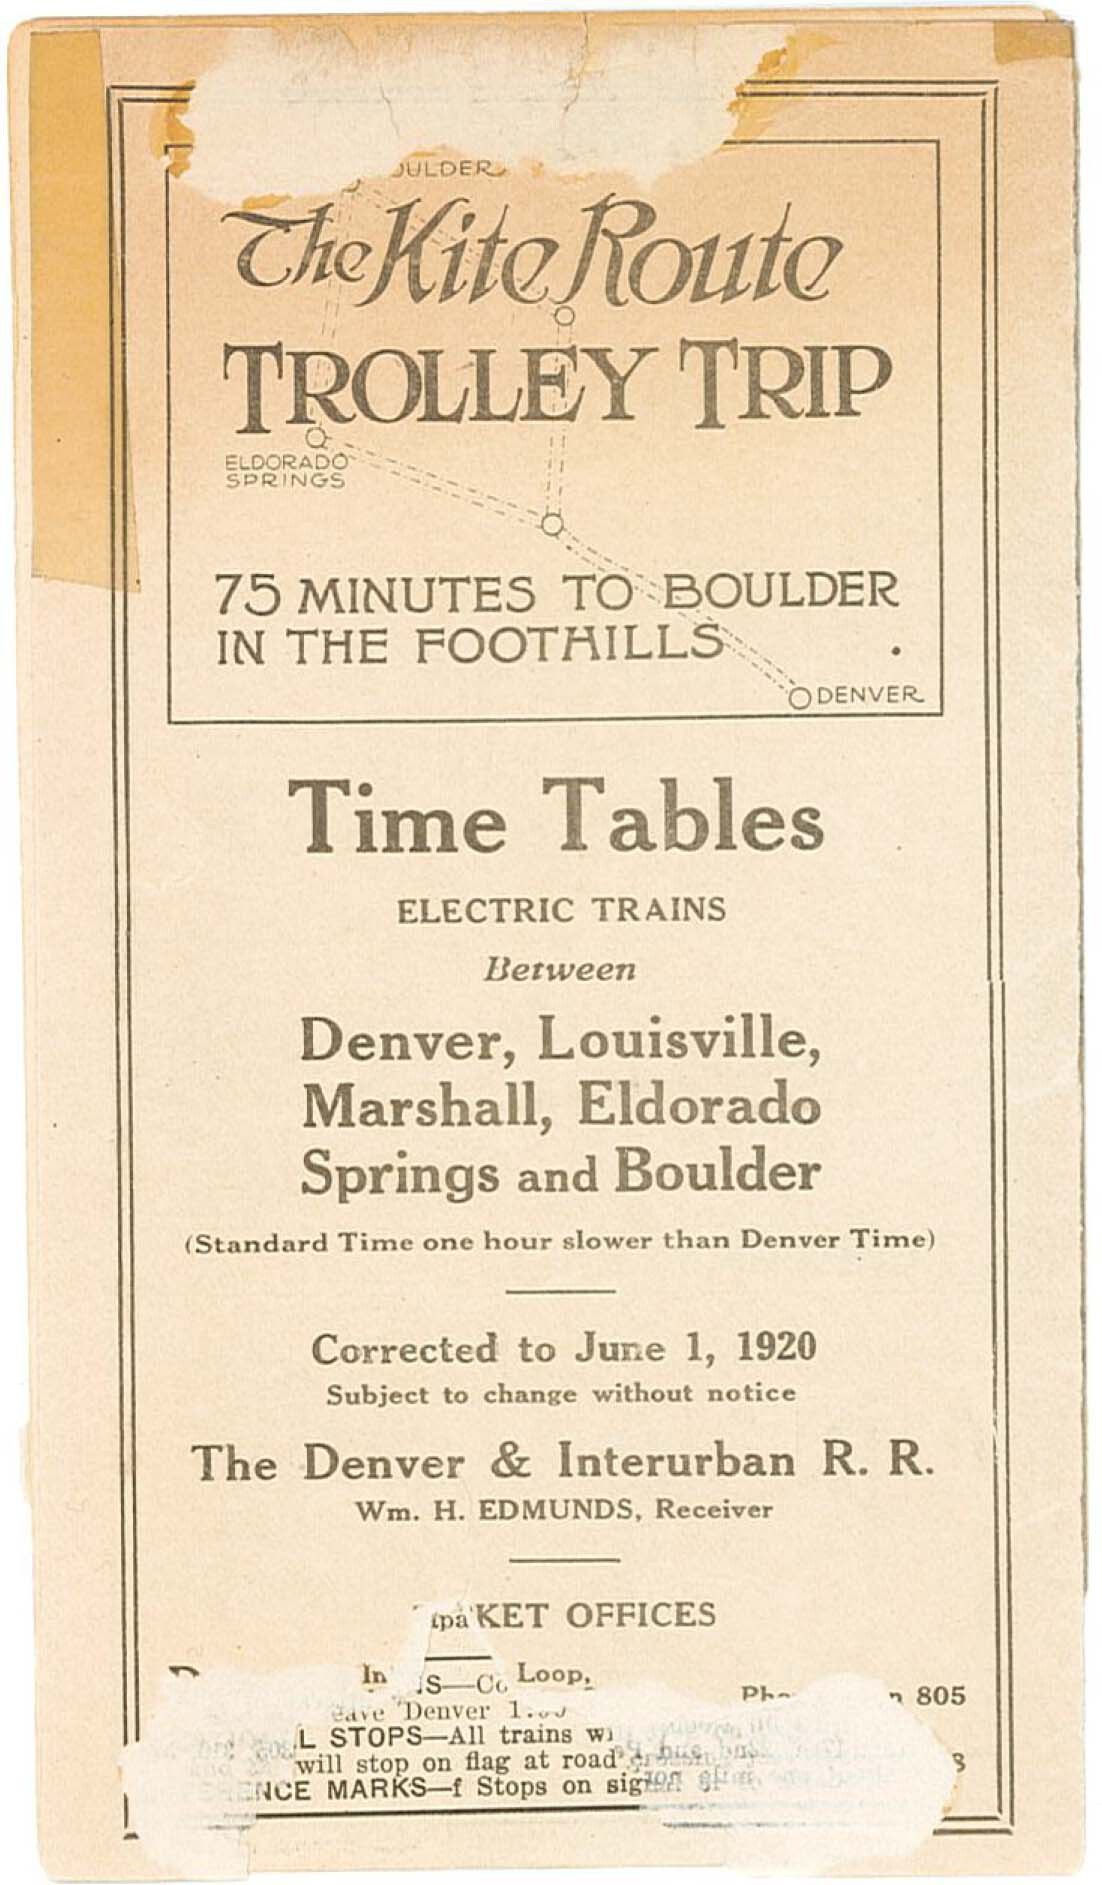 The Kite Route
TROLLEY TRIP
ELDORADO
SPRINGS
75 MINUTES TO BOULDER
IN THE FOOTHILLS
DENVER
Time Tables
ELECTRIC TRAINS
Between
Denver, Louisville,
Marshall, Eldorado
Springs and Boulder
(Standard Time one hour slower than Denver Time)
Corrected to June 1, 1920
Subject to change without notice
The Denver & Interurban R. R.
Wm. H. EDMUNDS, Receiver
KET OFFICES
Loop,
805
Denver
STOPS—All trains
will stop on flag at road
MARKS—f Stops on